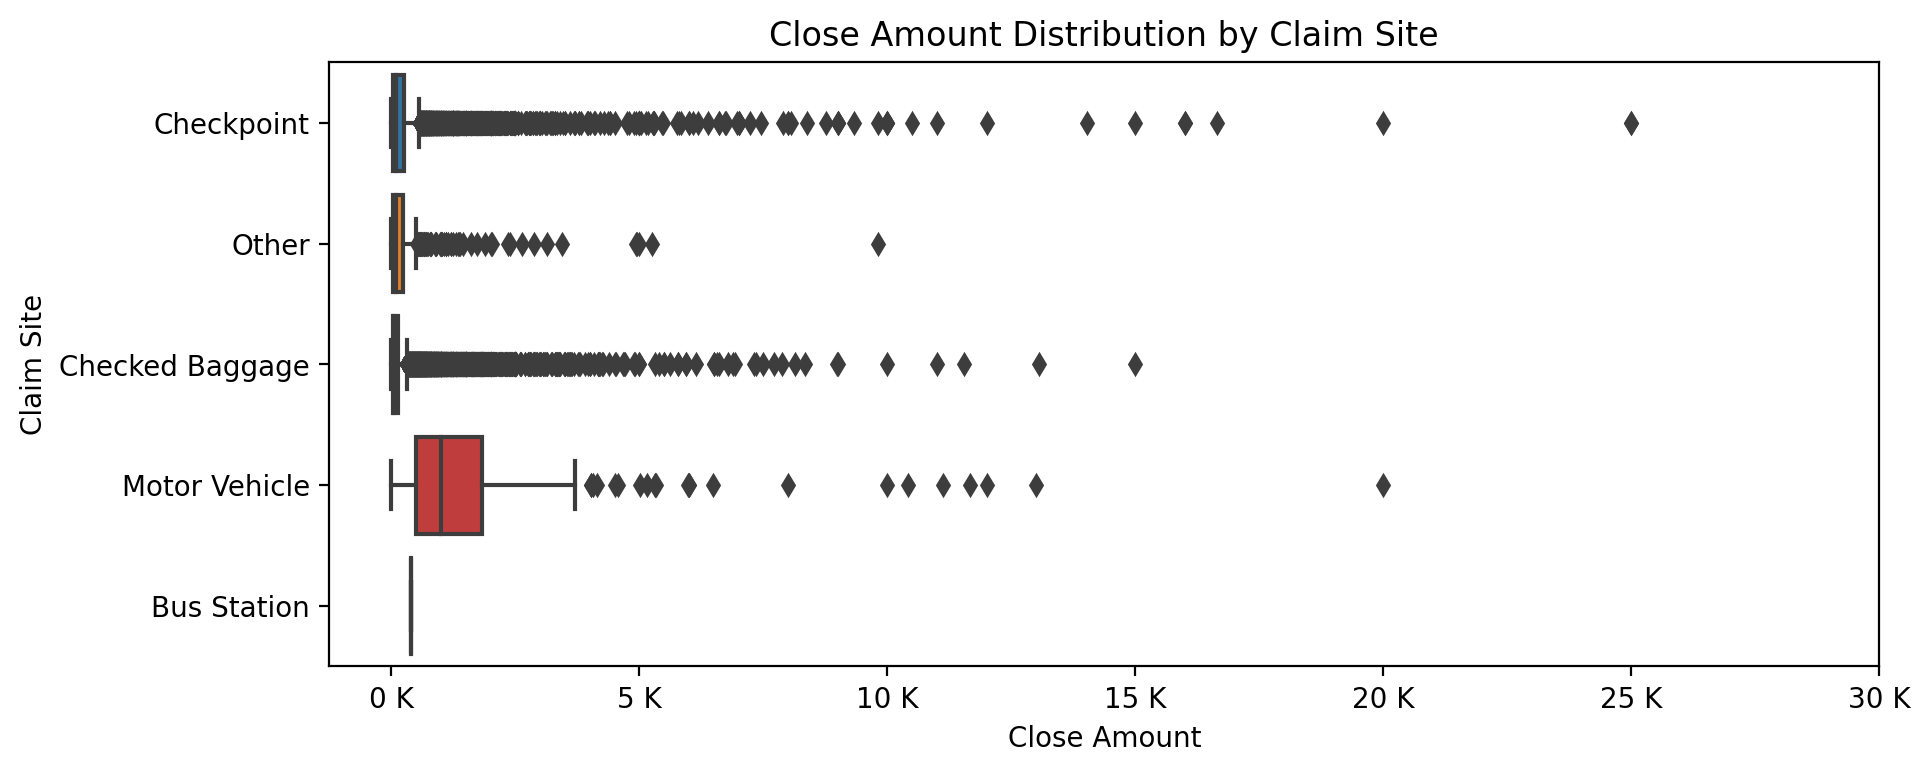 Close Amount Distribution by Claim Site
Claim Site
Checkpoint
Other
Checked Baggage
Motor Vehicle
Bus Station
0 K 5 K 10 K 15 K 20 K 25 K 30 K
Close Amount